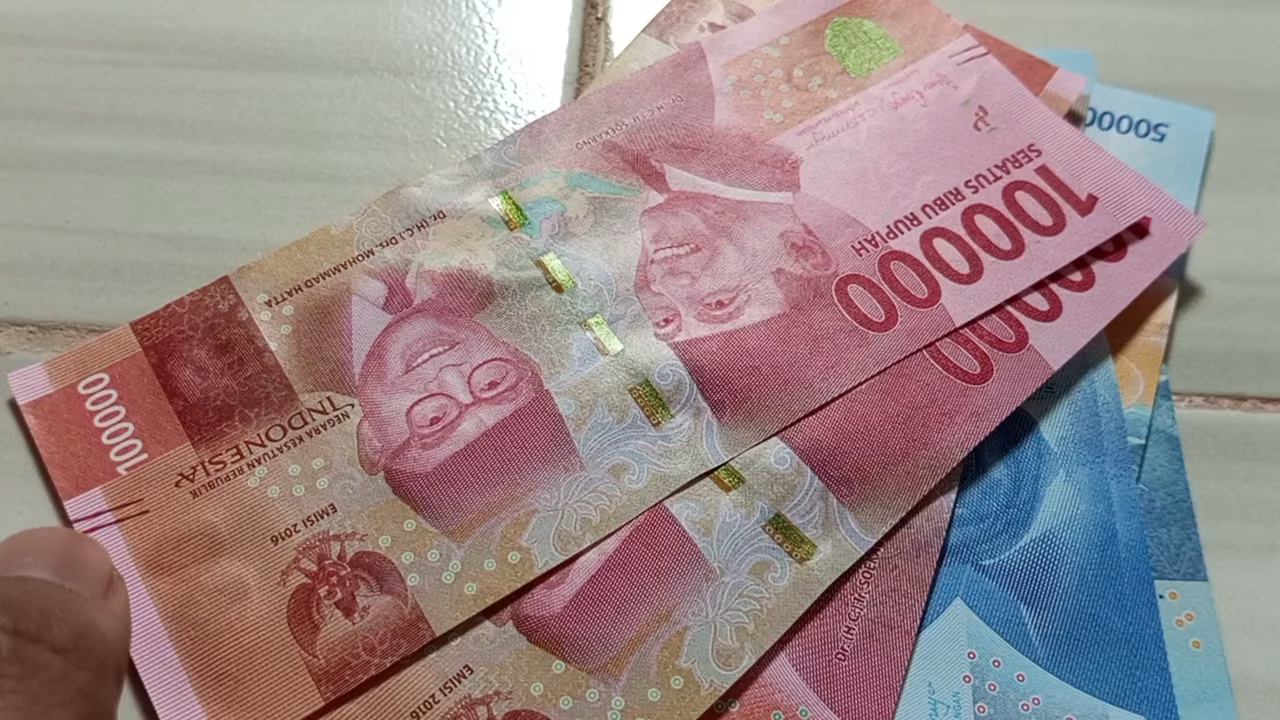 Dr. (H.C.) Ir. SOEKARNO
Dr. (H.C.) Drs. MOHAMMAD HATTA
100000
SERATUS RIBU RUPIAH
100000
NEGARA KESATUAN REPUBLIK
INDONESIA
EMISI 2016
100000
EMISI 2016
50000